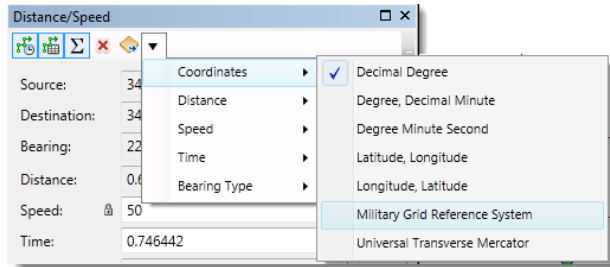 Distance/Speed
Σ
Coordinates
Distance
Speed
Time
Bearing Type
Decimal Degree
Degree, Decimal Minute
Degree Minute Second
Latitude, Longitude
Longitude, Latitude
Military Grid Reference System
Universal Transverse Mercator
Source: 34
Destination: 34
Bearing: 22
Distance: 0.6
Speed: 50
Time: 0.746442